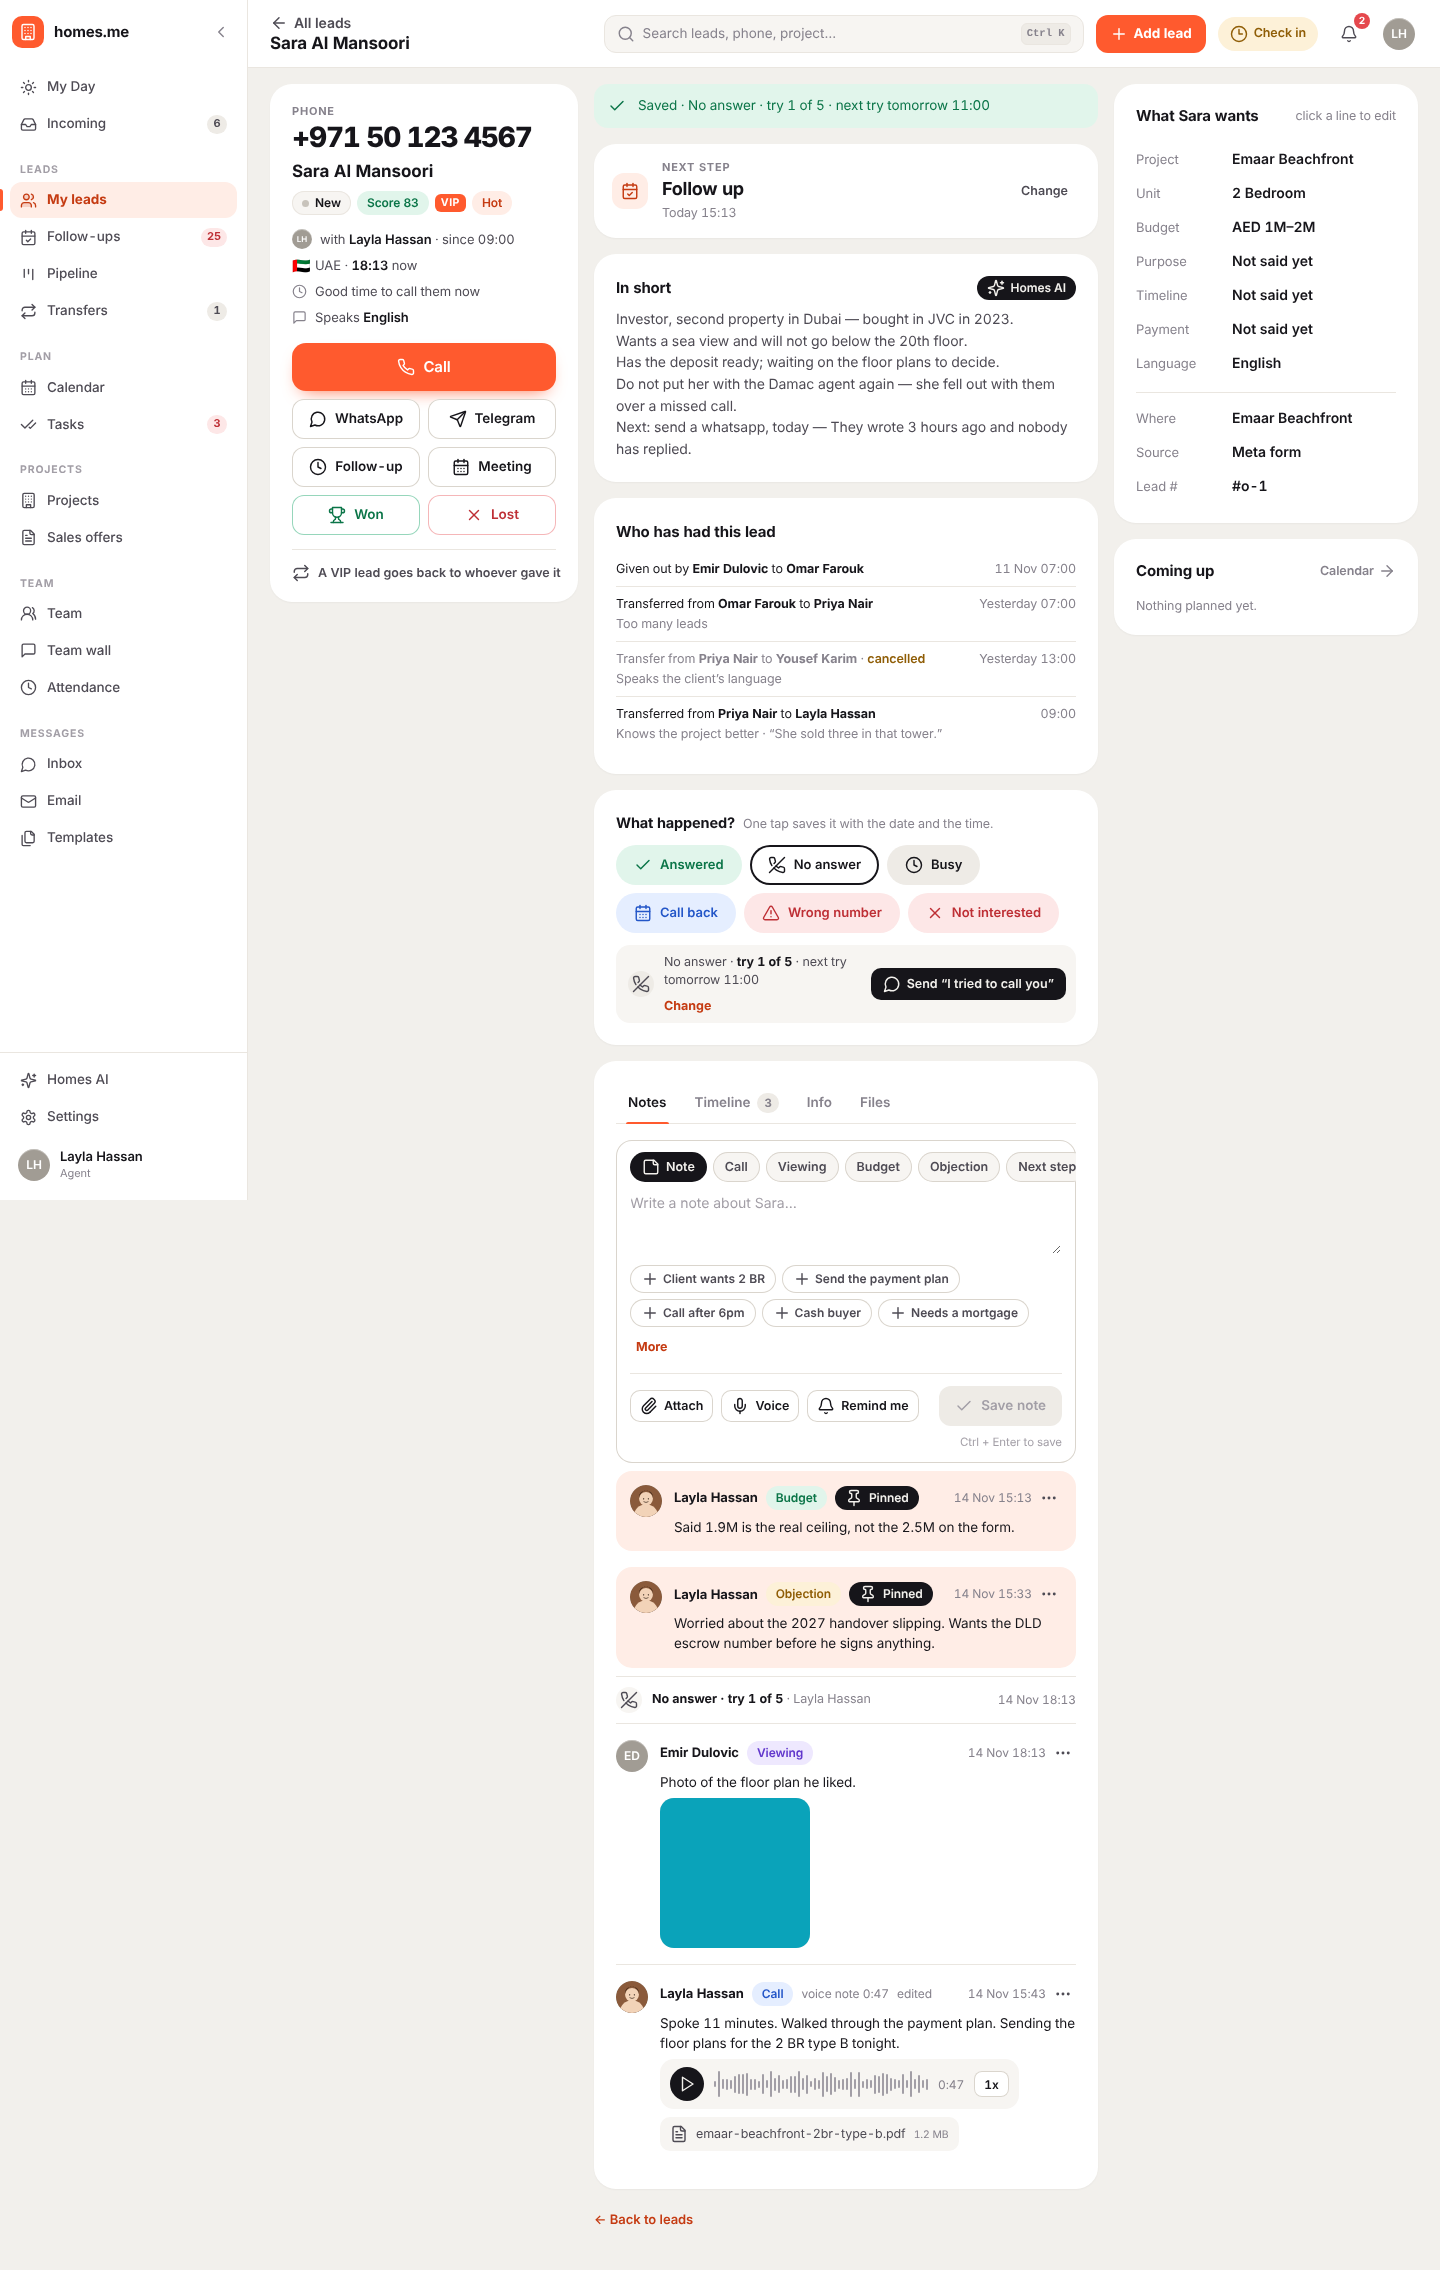 homes.me
My Day
Incoming 6
LEADS
My leads
Follow-ups 25
Pipeline
Transfers 1
PLAN
Calendar
Tasks 3
PROJECTS
Projects
Sales offers
TEAM
Team
Team wall
Attendance
MESSAGES
Inbox
Email
Templates
Homes AI
Settings
LH
Layla Hassan
Agent
All leads
Sara Al Mansoori
Search leads, phone, project... Ctrl K
Add lead
Check in
2
LH
PHONE
+971 50 123 4567
Sara Al Mansoori
New Score 83 VIP Hot
LH with Layla Hassan · since 09:00
UAE · 18:13 now
Good time to call them now
Speaks English
Call
WhatsApp Telegram
Follow-up Meeting
Won Lost
A VIP lead goes back to whoever gave it
Saved · No answer · try 1 of 5 · next try tomorrow 11:00
NEXT STEP
Follow up
Today 15:13
Change
In short Homes AI
Investor, second property in Dubai — bought in JVC in 2023.
Wants a sea view and will not go below the 20th floor.
Has the deposit ready; waiting on the floor plans to decide.
Do not put her with the Damac agent again — she fell out with them
over a missed call.
Next: send a whatsapp, today — They wrote 3 hours ago and nobody
has replied.
Who has had this lead
Given out by Emir Dulovic to Omar Farouk 11 Nov 07:00
Transferred from Omar Farouk to Priya Nair Yesterday 07:00
Too many leads
Transfer from Priya Nair to Yousef Karim · cancelled Yesterday 13:00
Speaks the client’s language
Transferred from Priya Nair to Layla Hassan 09:00
Knows the project better · “She sold three in that tower.”
What happened? One tap saves it with the date and the time.
Answered No answer Busy
Call back Wrong number Not interested
No answer · try 1 of 5 · next try
tomorrow 11:00
Change
Send “I tried to call you”
Notes Timeline 3 Info Files
Note Call Viewing Budget Objection Next step
Write a note about Sara...
Client wants 2 BR Send the payment plan
Call after 6pm Cash buyer Needs a mortgage
More
Attach Voice Remind me Save note
Ctrl + Enter to save
Layla Hassan Budget Pinned 14 Nov 15:13
Said 1.9M is the real ceiling, not the 2.5M on the form.
Layla Hassan Objection Pinned 14 Nov 15:33
Worried about the 2027 handover slipping. Wants the DLD
escrow number before he signs anything.
No answer · try 1 of 5 · Layla Hassan 14 Nov 18:13
ED Emir Dulovic Viewing 14 Nov 18:13
Photo of the floor plan he liked.
Layla Hassan Call voice note 0:47 edited 14 Nov 15:43
Spoke 11 minutes. Walked through the payment plan. Sending the
floor plans for the 2 BR type B tonight.
0:47 1x
emaar-beachfront-2br-type-b.pdf 1.2 MB
← Back to leads
What Sara wants click a line to edit
Project Emaar Beachfront
Unit 2 Bedroom
Budget AED 1M–2M
Purpose Not said yet
Timeline Not said yet
Payment Not said yet
Language English
Where Emaar Beachfront
Source Meta form
Lead # #o-1
Coming up Calendar
Nothing planned yet.